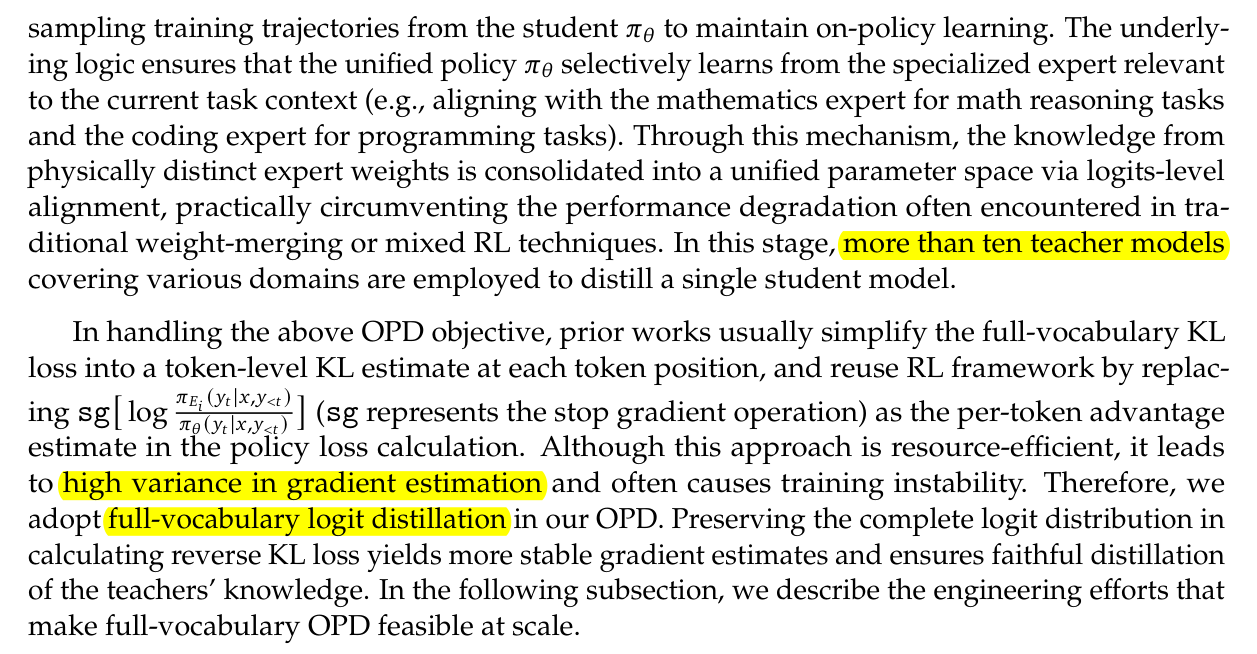 sampling training trajectories from the student πθ to maintain on-policy learning. The underly-
ing logic ensures that the unified policy πθ selectively learns from the specialized expert relevant
to the current task context (e.g., aligning with the mathematics expert for math reasoning tasks
and the coding expert for programming tasks). Through this mechanism, the knowledge from
physically distinct expert weights is consolidated into a unified parameter space via logits-level
alignment, practically circumventing the performance degradation often encountered in tra-
ditional weight-merging or mixed RL techniques. In this stage, more than ten teacher models
covering various domains are employed to distill a single student model.
In handling the above OPD objective, prior works usually simplify the full-vocabulary KL
loss into a token-level KL estimate at each token position, and reuse RL framework by replac-
ing sg[ log π_{E_i}(y_t|x,y_{<t}) / π_θ(y_t|x,y_{<t}) ] (sg represents the stop gradient operation) as the per-token advantage
estimate in the policy loss calculation. Although this approach is resource-efficient, it leads
to high variance in gradient estimation and often causes training instability. Therefore, we
adopt full-vocabulary logit distillation in our OPD. Preserving the complete logit distribution in
calculating reverse KL loss yields more stable gradient estimates and ensures faithful distillation
of the teachers’ knowledge. In the following subsection, we describe the engineering efforts that
make full-vocabulary OPD feasible at scale.